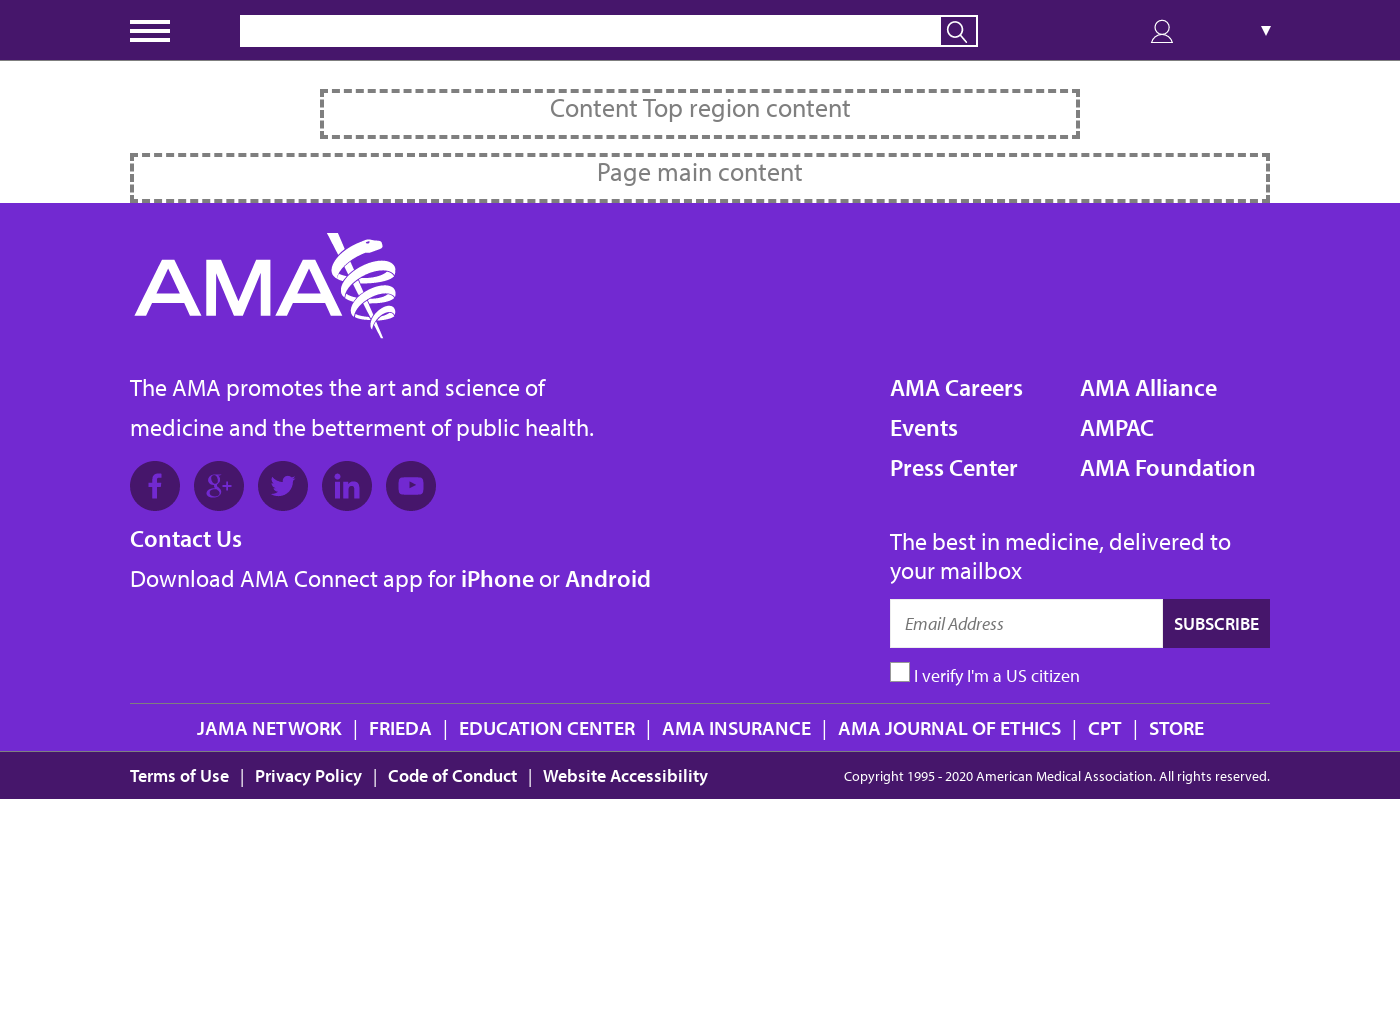 Content Top region content
Page main content
AMA
The AMA promotes the art and science of
medicine and the betterment of public health.
Contact Us
Download AMA Connect app for iPhone or Android
AMA Careers
Events
Press Center
AMA Alliance
AMPAC
AMA Foundation
The best in medicine, delivered to
your mailbox
Email Address
SUBSCRIBE
I verify I'm a US citizen
JAMA NETWORK | FRIEDA | EDUCATION CENTER | AMA INSURANCE | AMA JOURNAL OF ETHICS | CPT | STORE
Terms of Use | Privacy Policy | Code of Conduct | Website Accessibility
Copyright 1995 - 2020 American Medical Association. All rights reserved.